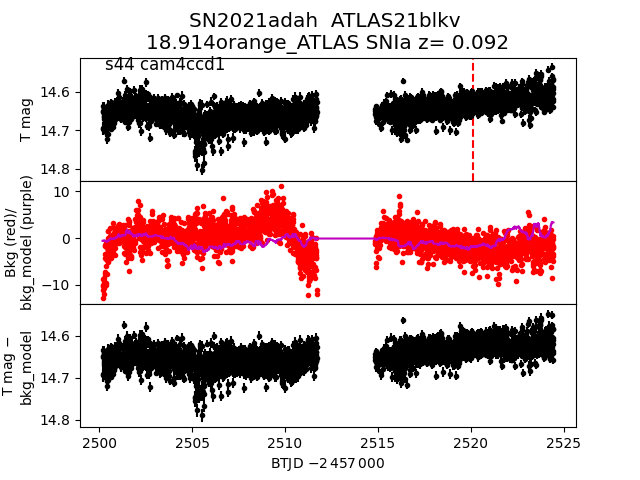 SN2021adah  ATLAS21blkv
18.914orange_ATLAS SNIa z= 0.092
s44 cam4ccd1
14.6
14.7
14.8
T mag
10
0
−10
Bkg (red)/
bkg_model (purple)
14.6
14.7
14.8
T mag −
bkg_model
2500 2505 2510 2515 2520 2525
BTJD −2 457 000